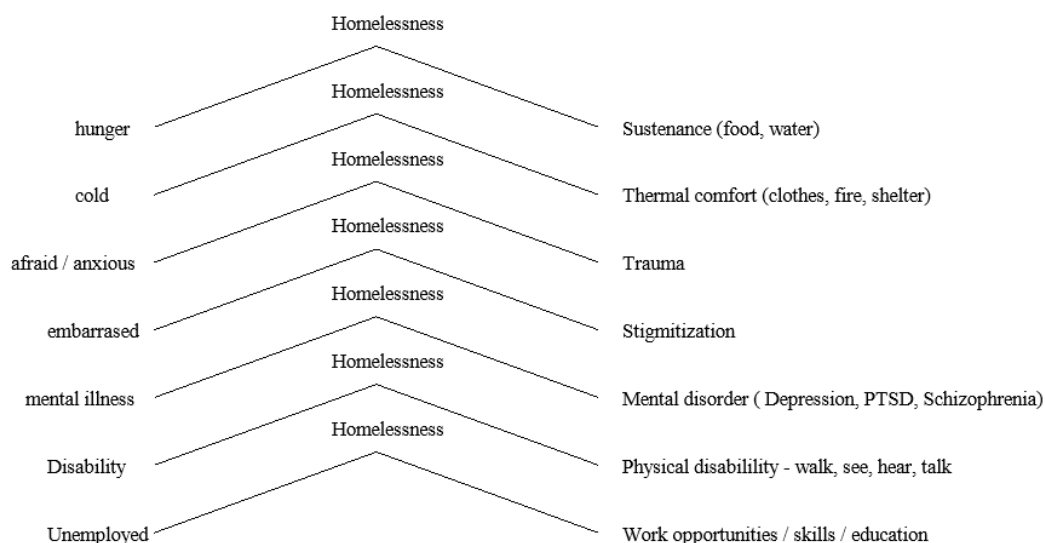 Homelessness
Homelessness
hunger Sustenance (food, water)
Homelessness
cold Thermal comfort (clothes, fire, shelter)
Homelessness
afraid / anxious Trauma
Homelessness
embarrased Stigmitization
Homelessness
mental illness Mental disorder ( Depression, PTSD, Schizophrenia)
Homelessness
Disability Physical disabilility - walk, see, hear, talk
Unemployed Work opportunities / skills / education